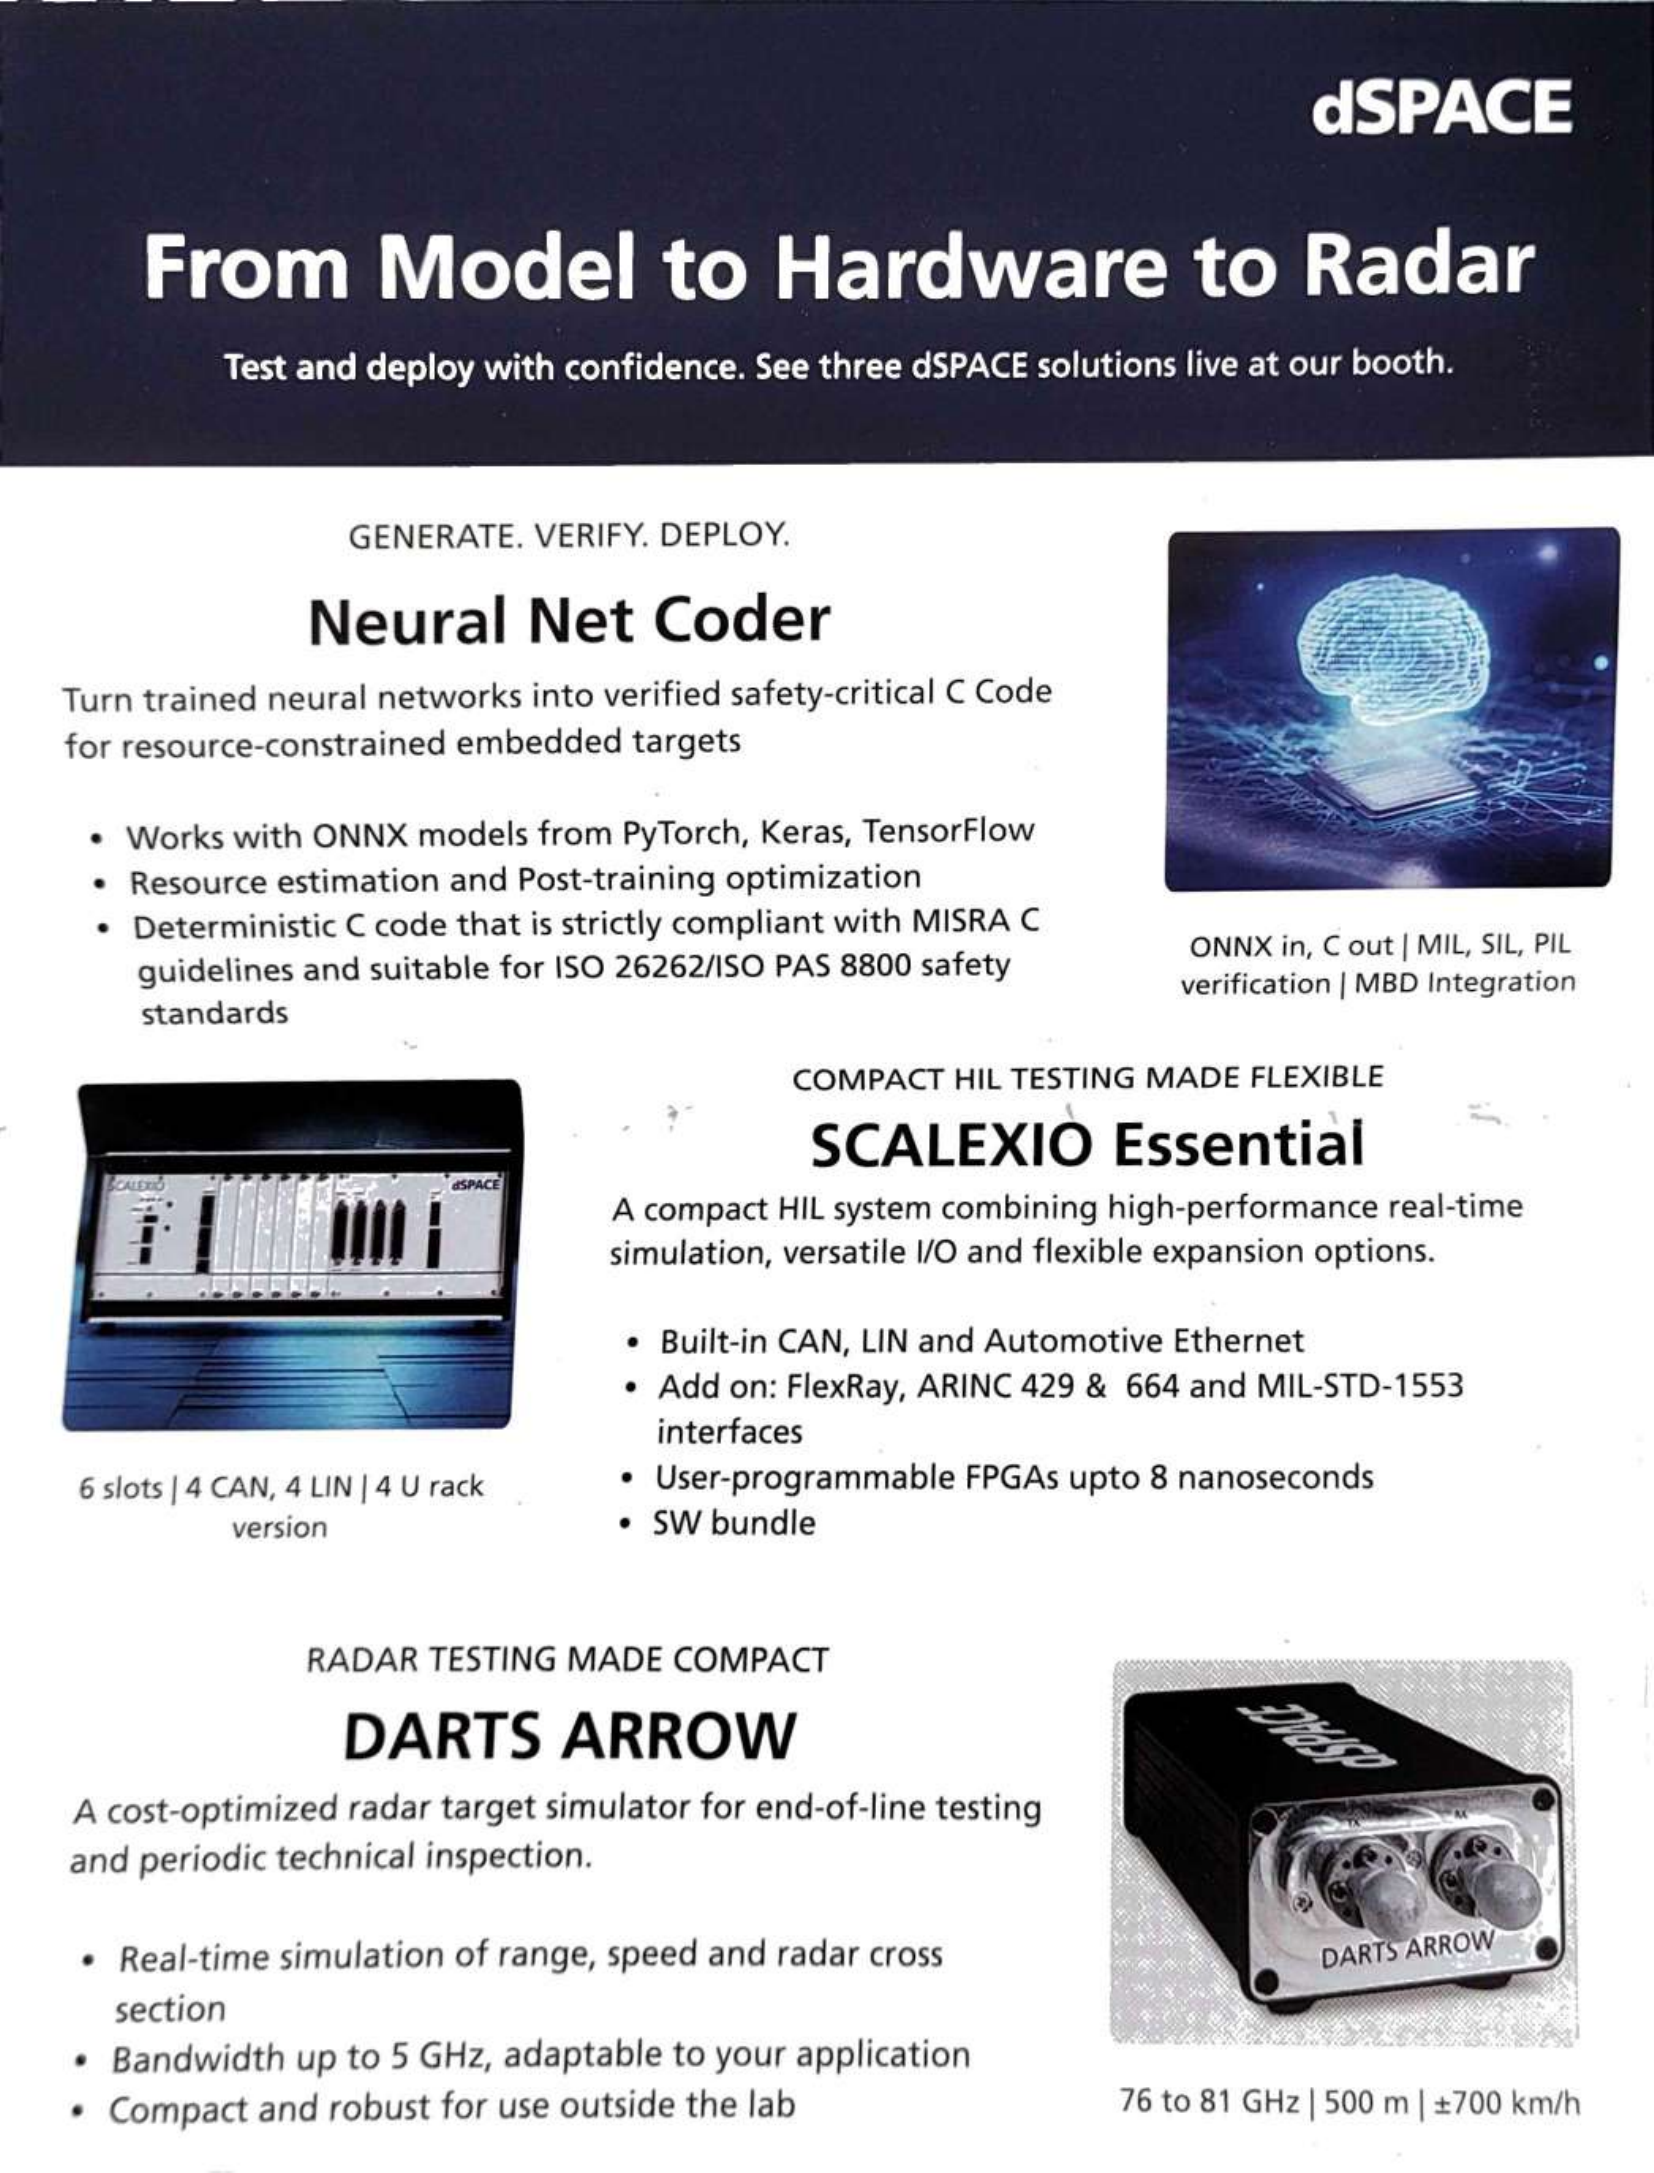 dSPACE
From Model to Hardware to Radar
Test and deploy with confidence. See three dSPACE solutions live at our booth.
GENERATE. VERIFY. DEPLOY.
Neural Net Coder
Turn trained neural networks into verified safety-critical C Code
for resource-constrained embedded targets
• Works with ONNX models from PyTorch, Keras, TensorFlow
• Resource estimation and Post-training optimization
• Deterministic C code that is strictly compliant with MISRA C
guidelines and suitable for ISO 26262/ISO PAS 8800 safety
standards
ONNX in, C out | MIL, SIL, PIL
verification | MBD Integration
SCALEXIO
dSPACE
6 slots | 4 CAN, 4 LIN | 4 U rack
version
COMPACT HIL TESTING MADE FLEXIBLE
SCALEXIO Essential
A compact HIL system combining high-performance real-time
simulation, versatile I/O and flexible expansion options.
• Built-in CAN, LIN and Automotive Ethernet
• Add on: FlexRay, ARINC 429 & 664 and MIL-STD-1553
interfaces
• User-programmable FPGAs upto 8 nanoseconds
• SW bundle
RADAR TESTING MADE COMPACT
DARTS ARROW
A cost-optimized radar target simulator for end-of-line testing
and periodic technical inspection.
• Real-time simulation of range, speed and radar cross
section
• Bandwidth up to 5 GHz, adaptable to your application
• Compact and robust for use outside the lab
dSPACE
TX
RX
DARTS ARROW
76 to 81 GHz | 500 m | ±700 km/h